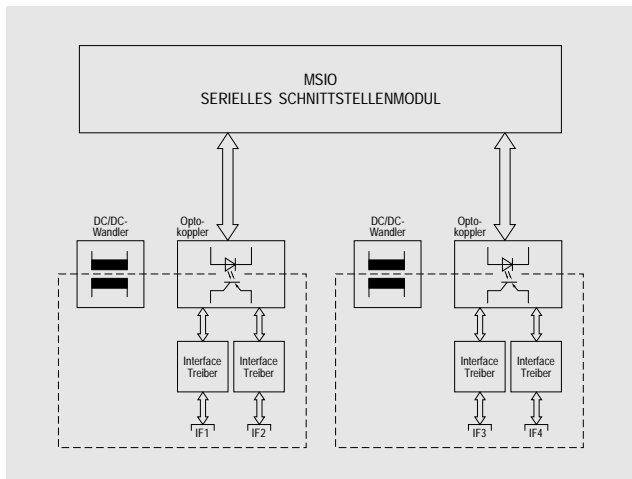 MSIO
SERIELLES SCHNITTSTELLENMODUL
DC/DC-
Wandler
Opto-
koppler
DC/DC-
Wandler
Opto-
koppler
Interface
Treiber
Interface
Treiber
Interface
Treiber
Interface
Treiber
IF1
IF2
IF3
IF4